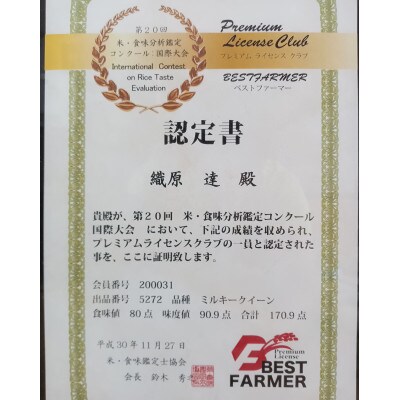 第20回
米・食味分析鑑定
コンクール:国際大会
International Contest
on Rice Taste
Evaluation
Premium
License Club
プレミアム ライセンス クラブ
BESTFARMER
ベストファーマー
認定書
織原 達 殿
貴殿が、第20回 米・食味分析鑑定コンクール
国際大会 において、下記の成績を収められ、
プレミアムライセンスクラブの一員と認定された
事を、ここに証明致します。
会員番号 200031
出品番号 5272 品種 ミルキークイーン
食味値 80点 味度値 90.9点 合計 170.9点
平成30年11月27日
米・食味鑑定士協会
会長 鈴木 秀
Premium
License
BEST
FARMER